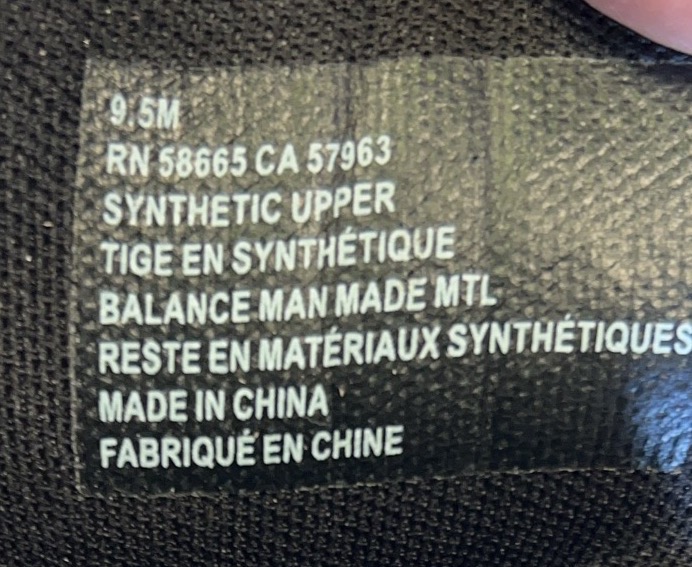 9.5M
RN 58665 CA 57963
SYNTHETIC UPPER
TIGE EN SYNTHÉTIQUE
BALANCE MAN MADE MTL
RESTE EN MATÉRIAUX SYNTHÉTIQUES
MADE IN CHINA
FABRIQUÉ EN CHINE